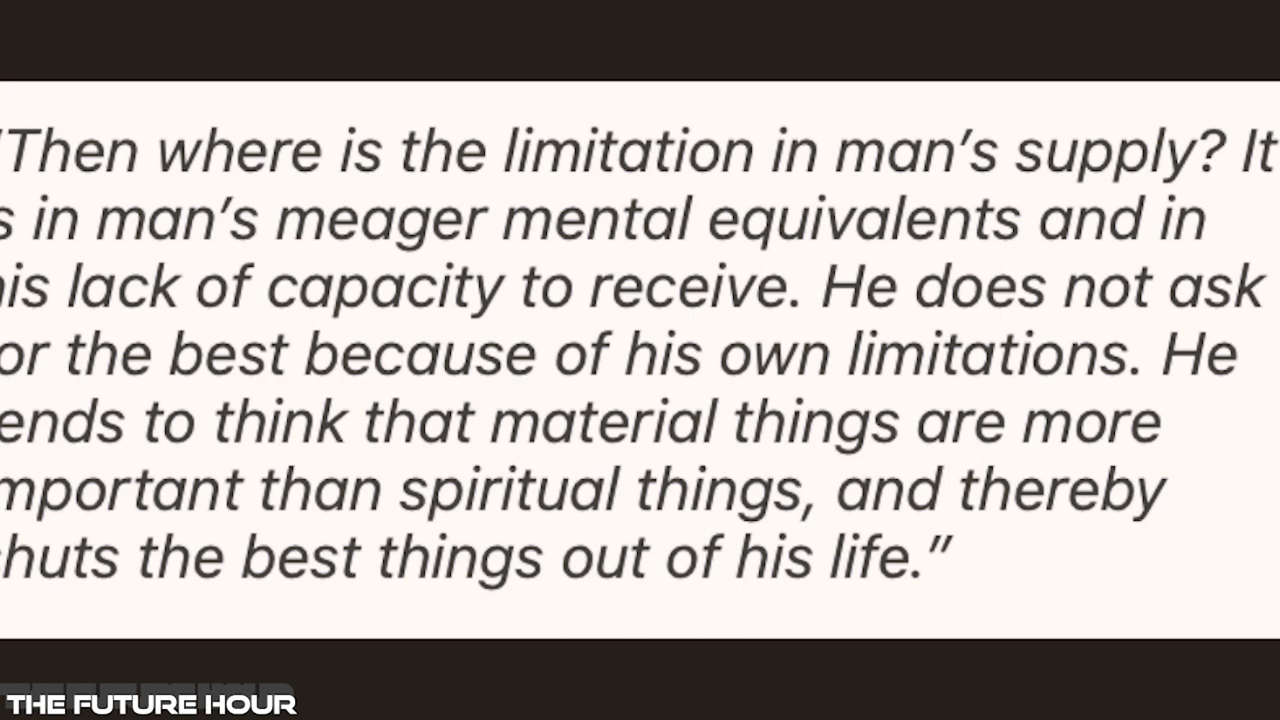 "Then where is the limitation in man's supply? It
s in man's meager mental equivalents and in
his lack of capacity to receive. He does not ask
or the best because of his own limitations. He
ends to think that material things are more
mportant than spiritual things, and thereby
shuts the best things out of his life."
THE FUTURE HOUR